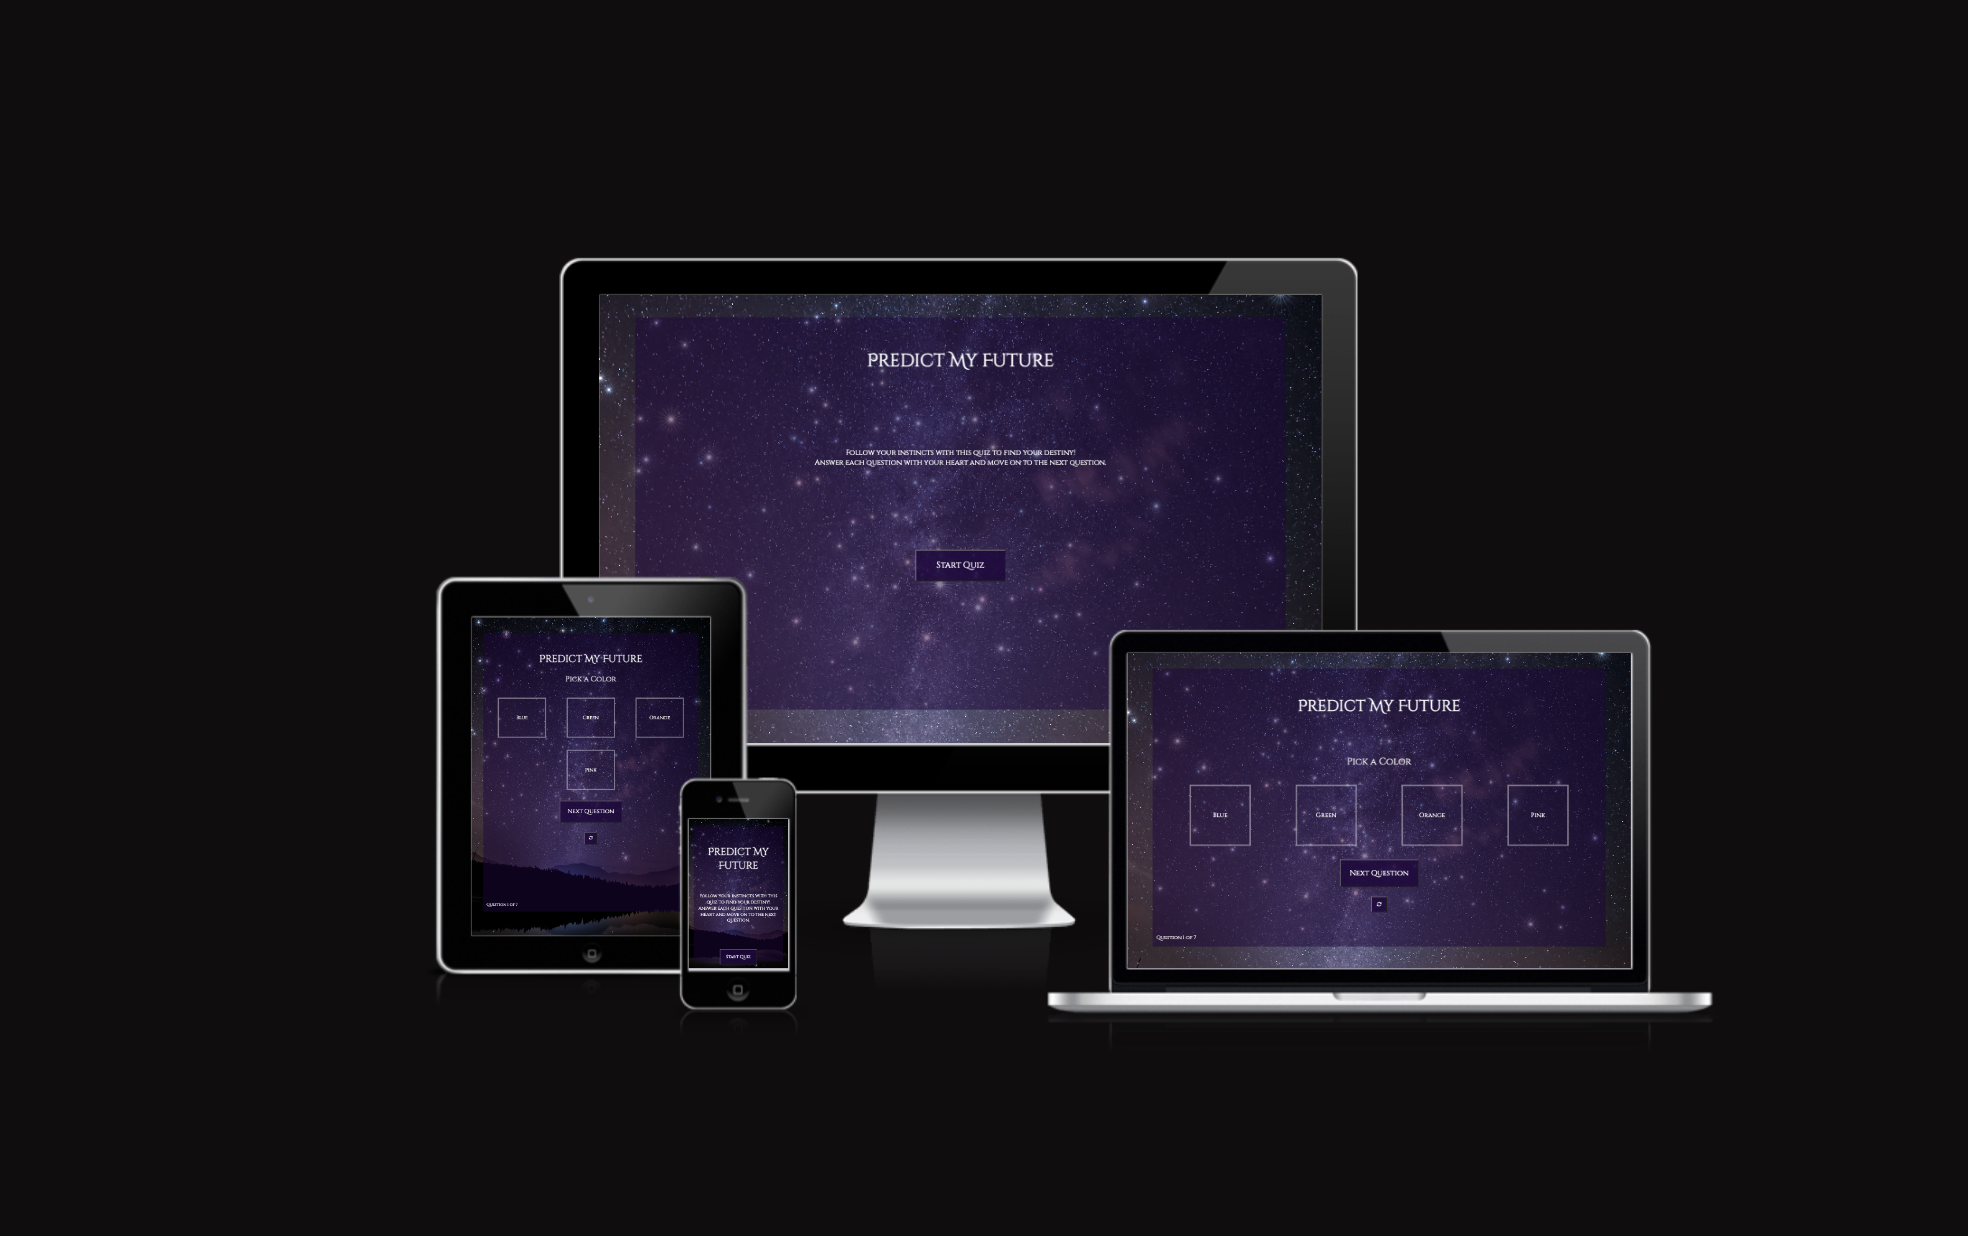 Predict My Future
Follow your instincts with this quiz to find your destiny!
Answer each question with your heart and move on to the next question.
Start Quiz
Predict My Future
Pick a Color
Blue
Green
Orange
Pink
Next Question
Question 1 of 7
Predict My
Future
Follow your instincts with this
quiz to find your destiny!
Answer each question with your
heart and move on to the next
question.
Start Quiz
Predict My Future
Pick a Color
Blue
Green
Orange
Pink
Next Question
Question 1 of 7